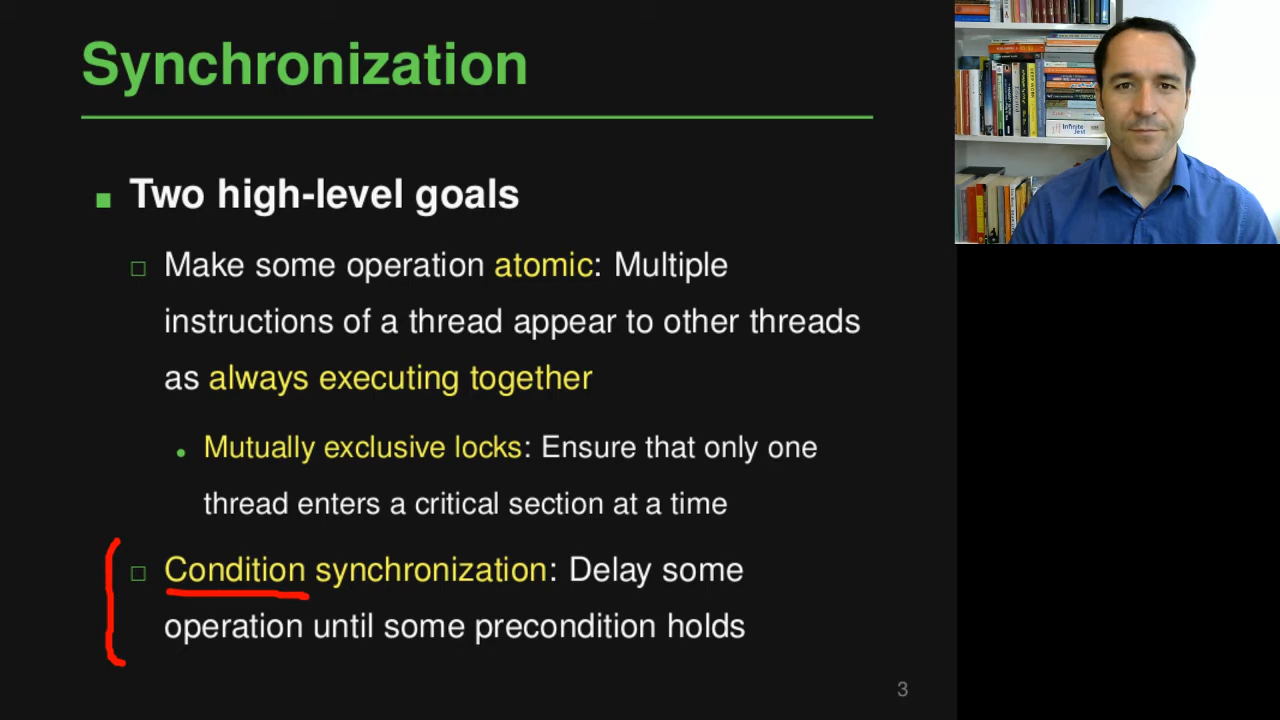 Synchronization
Two high-level goals
Make some operation atomic: Multiple
instructions of a thread appear to other threads
as always executing together
Mutually exclusive locks: Ensure that only one
thread enters a critical section at a time
Condition synchronization: Delay some
operation until some precondition holds
3
Infinite
Jest